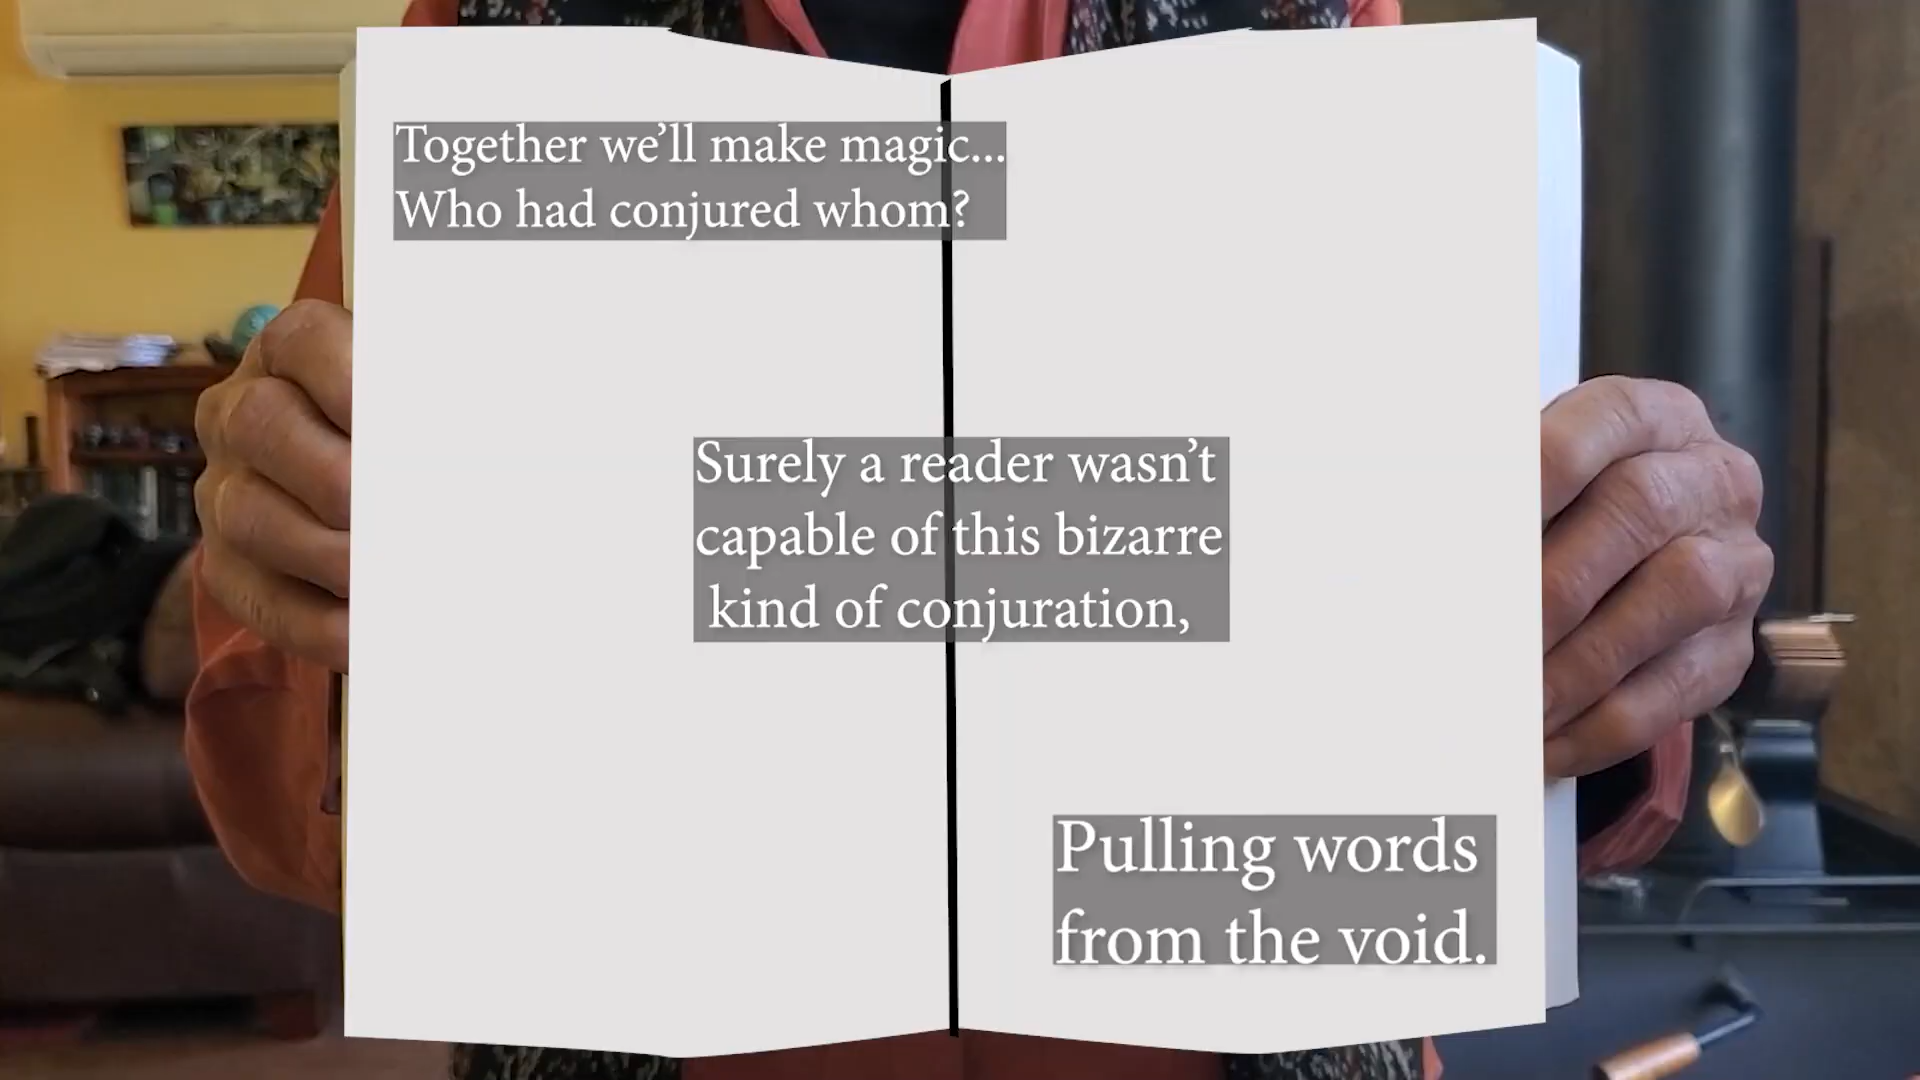 Together we’ll make magic...
Who had conjured whom?
Surely a reader wasn’t
capable of this bizarre
kind of conjuration,
Pulling words
from the void.